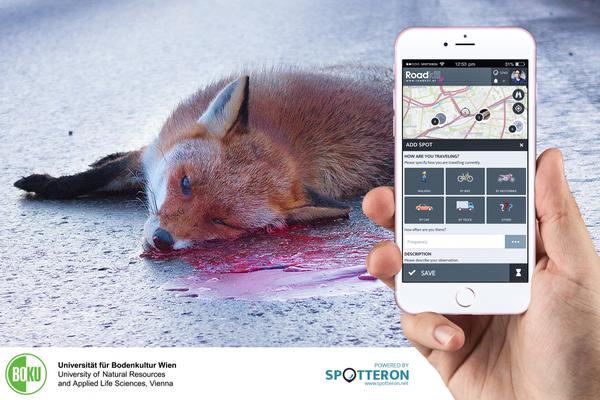 SPOTTERON
12:53 pm
31%
Roadkill
ADD SPOT
HOW ARE YOU TRAVELING?
Please specify how you are traveling currently.
WALKING
BY BIKE
BY MOTORBIKE
BY CAR
BY TRUCK
OTHER
How often are you there?
Frequency
DESCRIPTION
Please describe your observation.
SAVE
BOKU
Universität für Bodenkultur Wien
University of Natural Resources
and Applied Life Sciences, Vienna
POWERED BY
SPOTTERON
www.spotteron.net